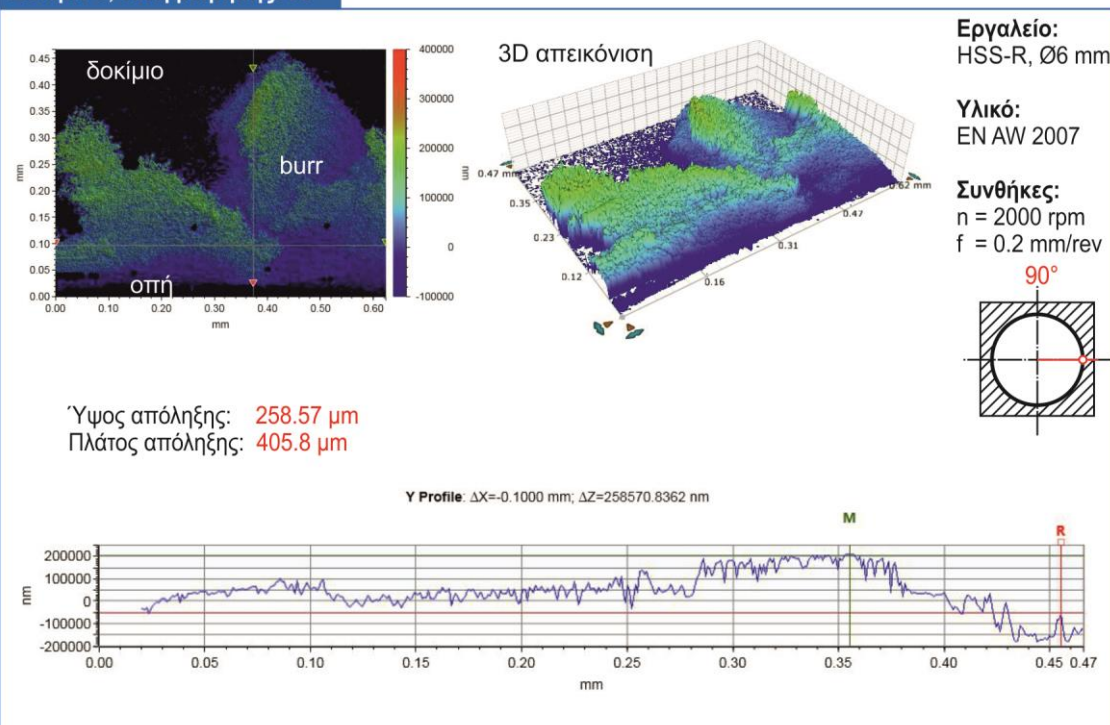 δοκίμιο
burr
οπή
0.45
0.40
0.35
0.30
0.25
0.20
0.15
0.10
0.05
0.00
mm
0.00 0.10 0.20 0.30 0.40 0.50 0.60
mm
400000
300000
200000
100000
0
-100000
nm
3D απεικόνιση
0.47 mm
0.35
0.23
0.12
0.16
0.31
0.47
0.62 mm
Εργαλείο:
HSS-R, Ø6 mm
Υλικό:
EN AW 2007
Συνθήκες:
n = 2000 rpm
f = 0.2 mm/rev
90°
Ύψος απόληξης: 258.57 μm
Πλάτος απόληξης: 405.8 μm
Y Profile: ΔX=-0.1000 mm; ΔZ=258570.8362 nm
M
R
200000
100000
0
-100000
-200000
nm
0.00 0.05 0.10 0.15 0.20 0.25 0.30 0.35 0.40 0.45 0.47
mm